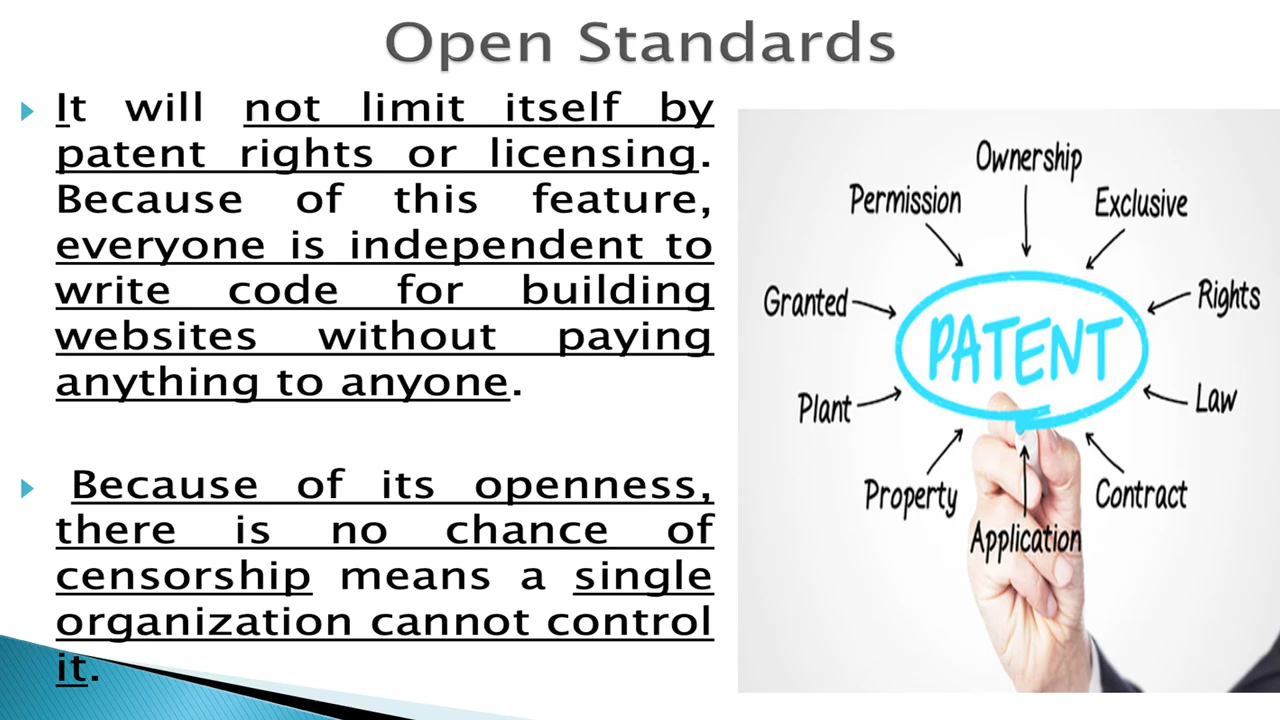 Open Standards
It will not limit itself by
patent rights or licensing.
Because of this feature,
everyone is independent to
write code for building
websites without paying
anything to anyone.
Because of its openness,
there is no chance of
censorship means a single
organization cannot control
it.
Ownership
Permission
Exclusive
Granted
Rights
PATENT
Plant
Law
Property
Contract
Application